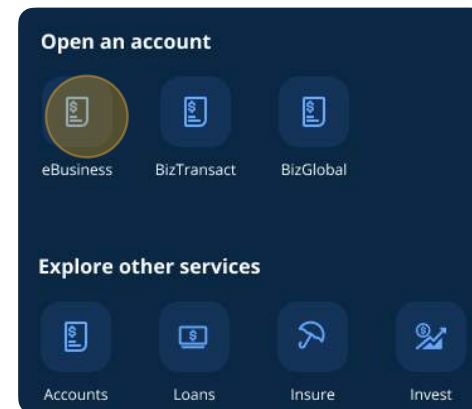 Open an account
eBusiness BizTransact BizGlobal
Explore other services
Accounts Loans Insure Invest